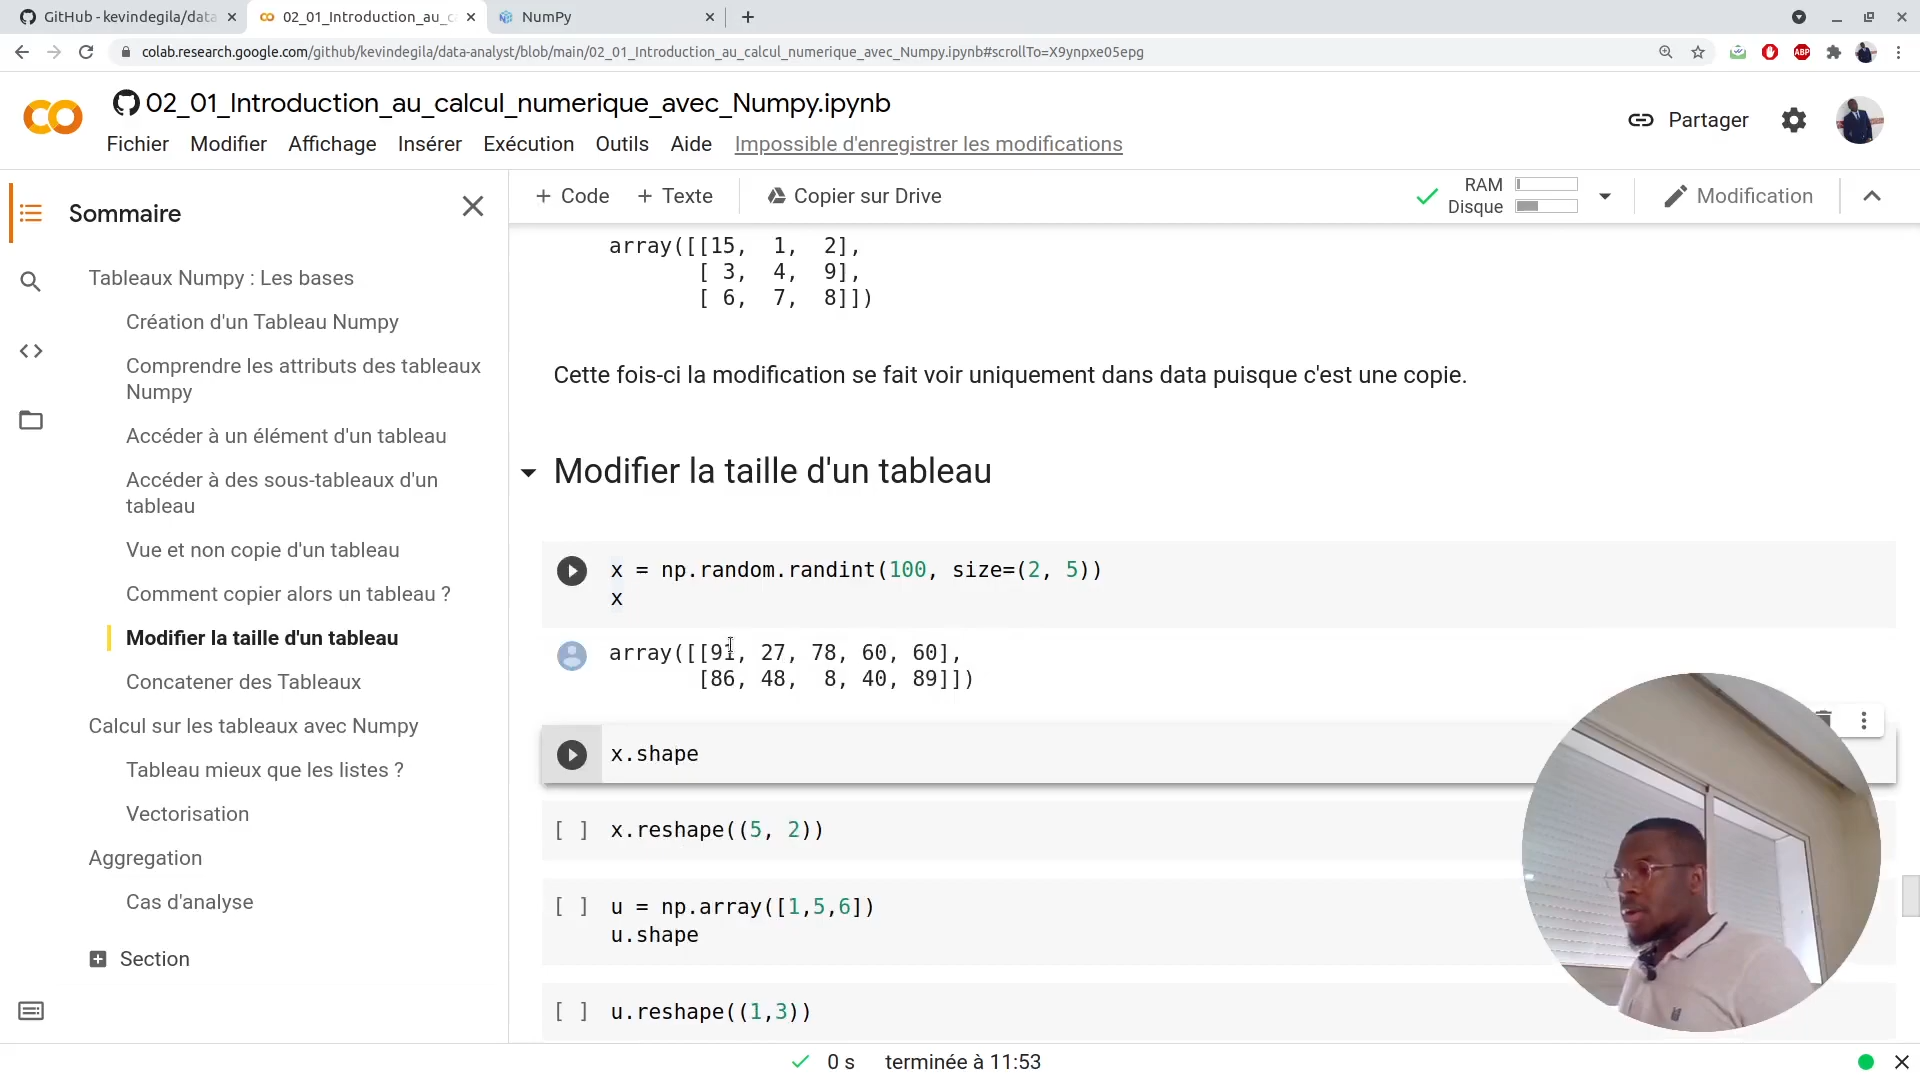 GitHub - kevindegila/data
02_01_Introduction_au_c
NumPy
colab.research.google.com/github/kevindegila/data-analyst/blob/main/02_01_Introduction_au_calcul_numerique_avec_Numpy.ipynb#scrollTo=X9ynpxe05epg
ABP
02_01_Introduction_au_calcul_numerique_avec_Numpy.ipynb
Partager
Fichier Modifier Affichage Insérer Exécution Outils Aide Impossible d'enregistrer les modifications
Sommaire
+ Code + Texte Copier sur Drive
RAM
Disque
Modification
Tableaux Numpy : Les bases
Création d'un Tableau Numpy
Comprendre les attributs des tableaux
Numpy
Accéder à un élément d'un tableau
Accéder à des sous-tableaux d'un
tableau
Vue et non copie d'un tableau
Comment copier alors un tableau ?
Modifier la taille d'un tableau
Concatener des Tableaux
Calcul sur les tableaux avec Numpy
Tableau mieux que les listes ?
Vectorisation
Aggregation
Cas d'analyse
Section
array([[15, 1, 2],
[ 3, 4, 9],
[ 6, 7, 8]])
Cette fois-ci la modification se fait voir uniquement dans data puisque c'est une copie.
Modifier la taille d'un tableau
x = np.random.randint(100, size=(2, 5))
x
array([[91, 27, 78, 60, 60],
[86, 48, 8, 40, 89]])
x.shape
[ ] x.reshape((5, 2))
[ ] u = np.array([1,5,6])
u.shape
[ ] u.reshape((1,3))
0 s terminée à 11:53